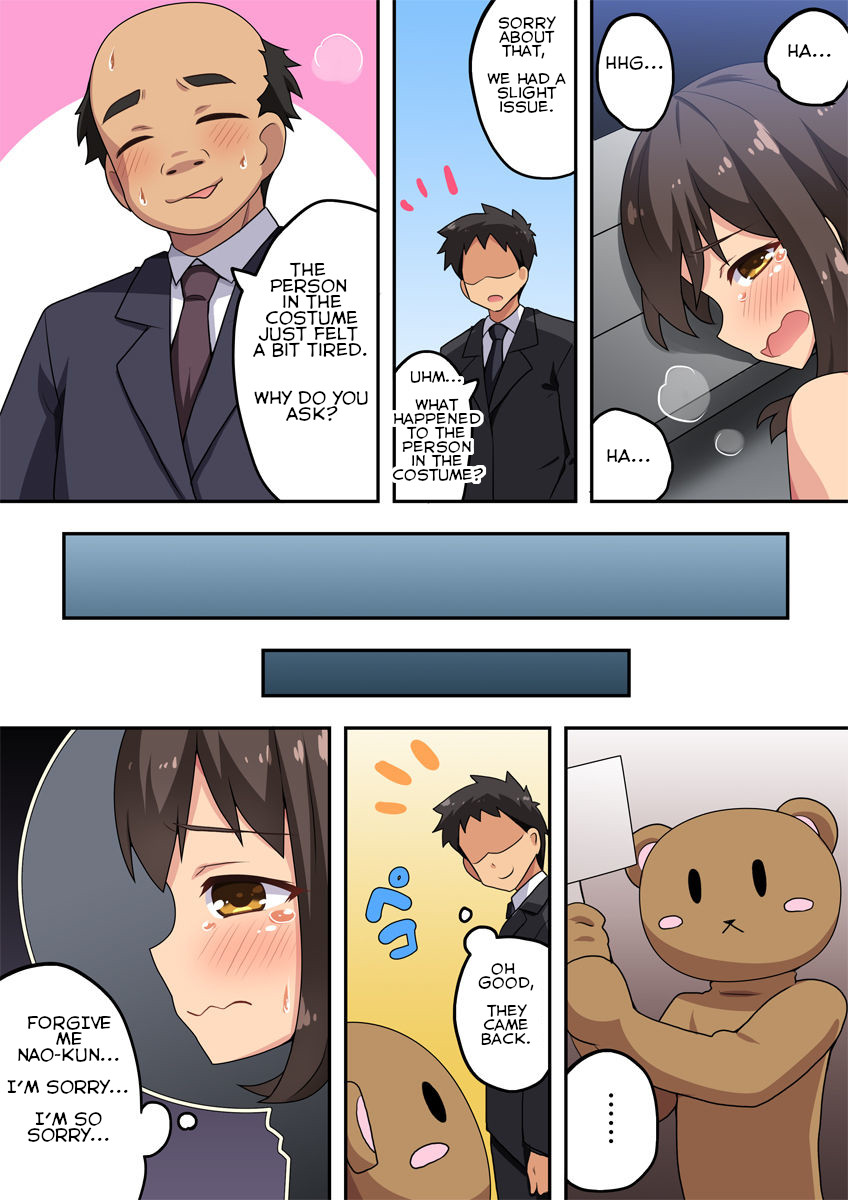 HA...
HHG...
HA...
SORRY
ABOUT
THAT,
WE HAD A
SLIGHT
ISSUE.
UHM...
WHAT
HAPPENED
TO THE
PERSON
IN THE
COSTUME?
THE
PERSON
IN THE
COSTUME
JUST FELT
A BIT TIRED.
WHY DO YOU
ASK?
......
ペコ
OH
GOOD,
THEY
CAME
BACK.
FORGIVE
ME
NAO-KUN...
I'M SORRY...
I'M SO
SORRY...